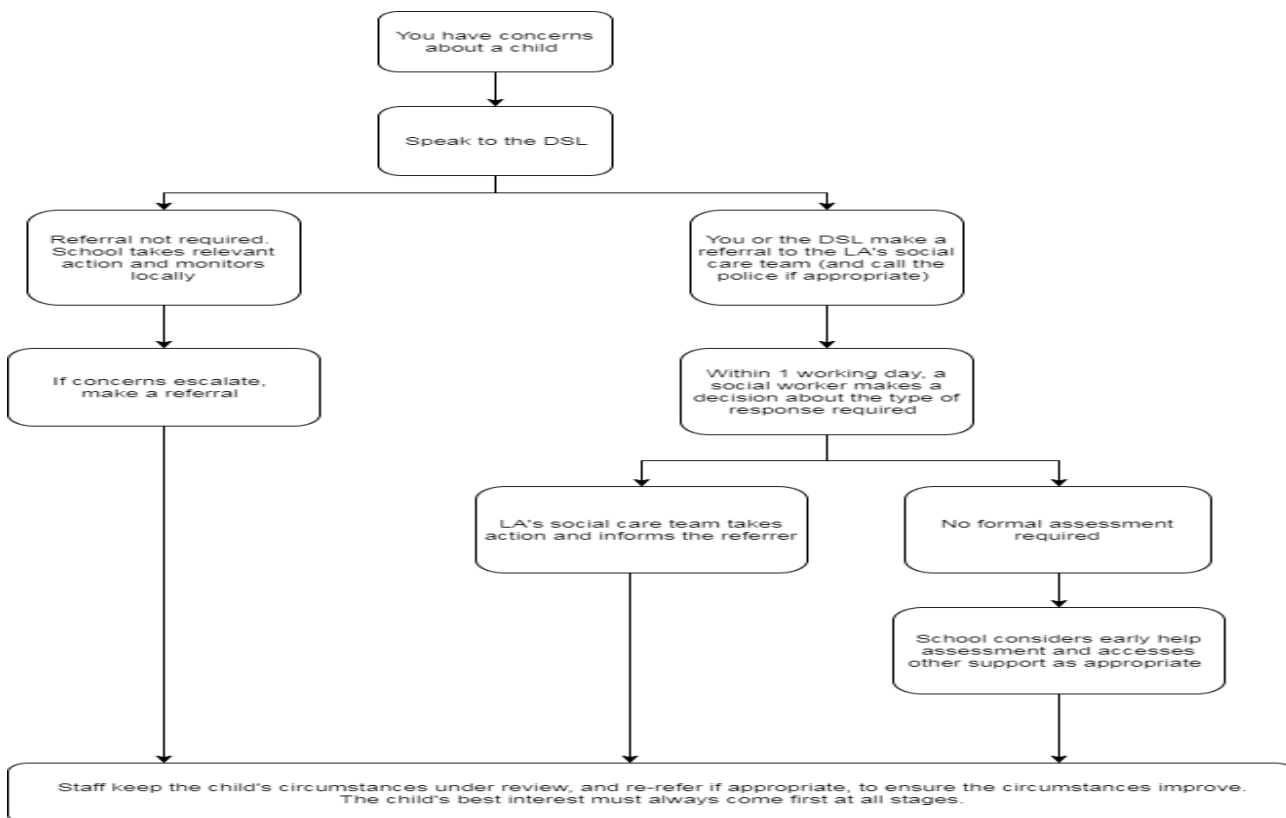 You have concerns
about a child
Speak to the DSL
Referral not required.
School takes relevant
action and monitors
locally
You or the DSL make a
referral to the LA's social
care team (and call the
police if appropriate)
If concerns escalate,
make a referral
Within 1 working day, a
social worker makes a
decision about the type of
response required
LA's social care team takes
action and informs the referrer
No formal assessment
required
School considers early help
assessment and accesses
other support as appropriate
Staff keep the child's circumstances under review, and re-refer if appropriate, to ensure the circumstances improve.
The child's best interest must always come first at all stages.